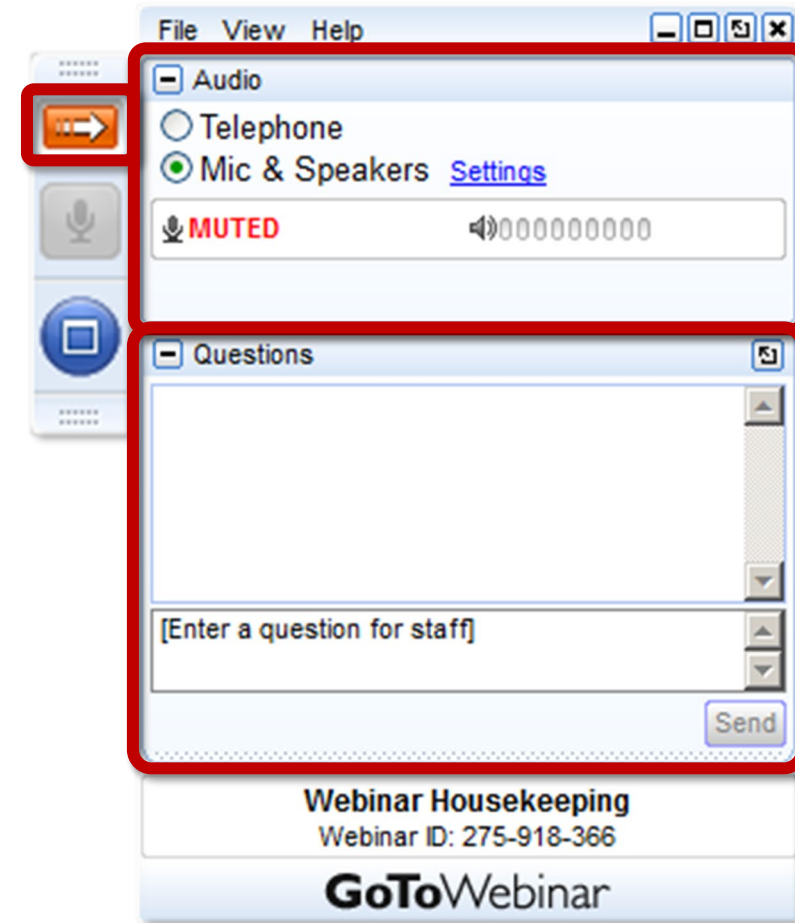 File View Help
Audio
Telephone
Mic & Speakers Settings
MUTED
Questions
[Enter a question for staff]
Send
Webinar Housekeeping
Webinar ID: 275-918-366
GoToWebinar